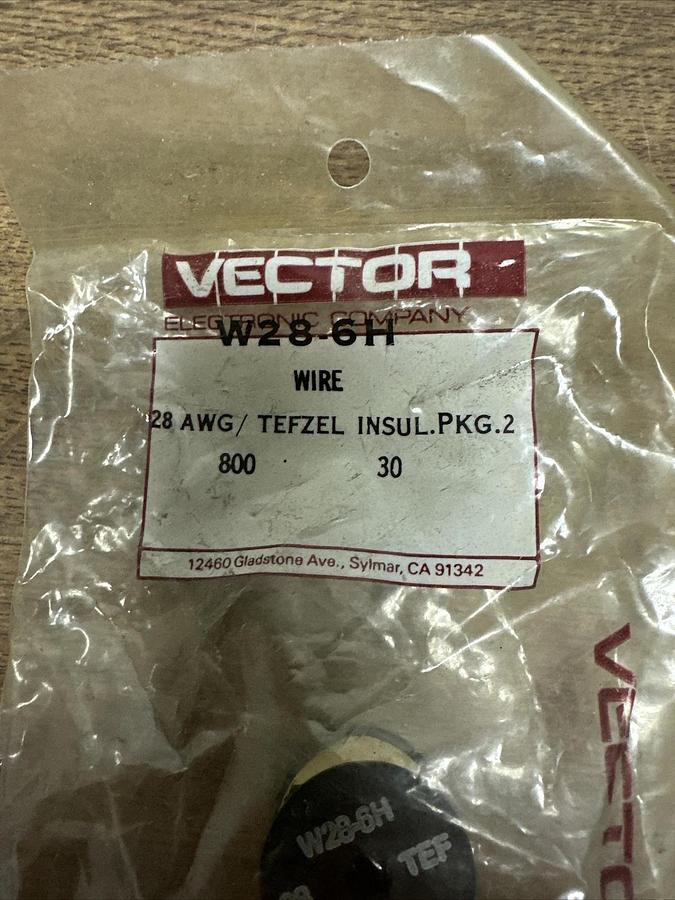 VECTOR
ELECTRONIC COMPANY
W28-6H
WIRE
28 AWG/ TEFZEL INSUL.PKG.2
800 30
12460 Gladstone Ave., Sylmar, CA 91342
VECTO
W28-6H
TEF